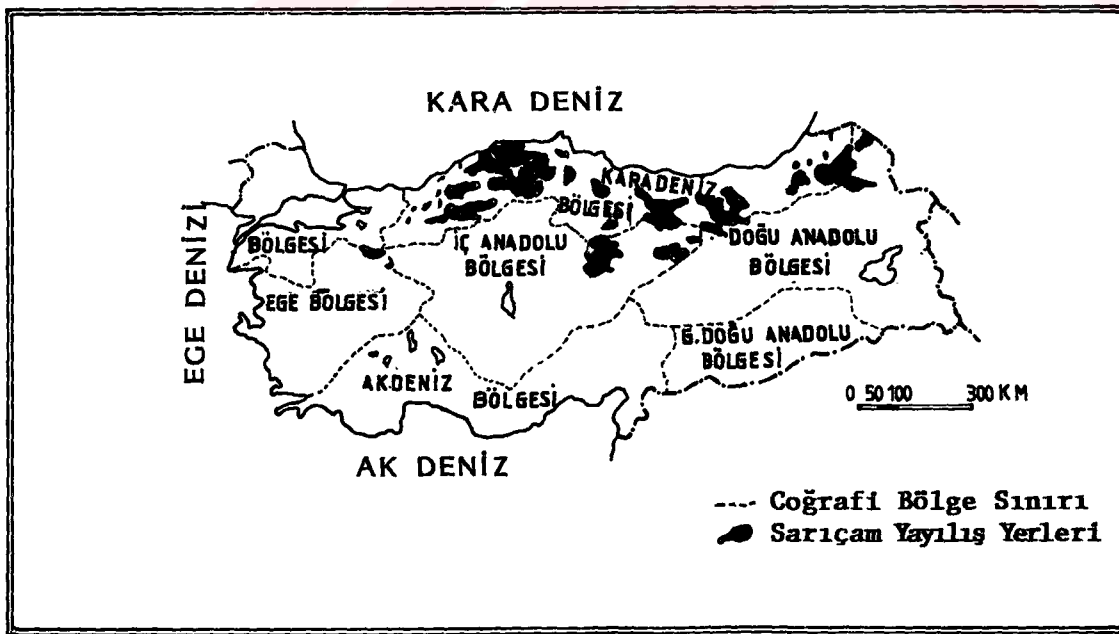 KARA DENİZ
KARADENİZ
BÖLGESİ
BÖLGESİ
İÇ ANADOLU
BÖLGESİ
DOĞU ANADOLU
BÖLGESİ
EGE DENİZİ
EGE BÖLGESİ
G.DOĞU ANADOLU
BÖLGESİ
AKDENİZ
BÖLGESİ
0 50 100 300 KM
AK DENİZ
Coğrafi Bölge Sınırı
Sarıçam Yayılış Yerleri